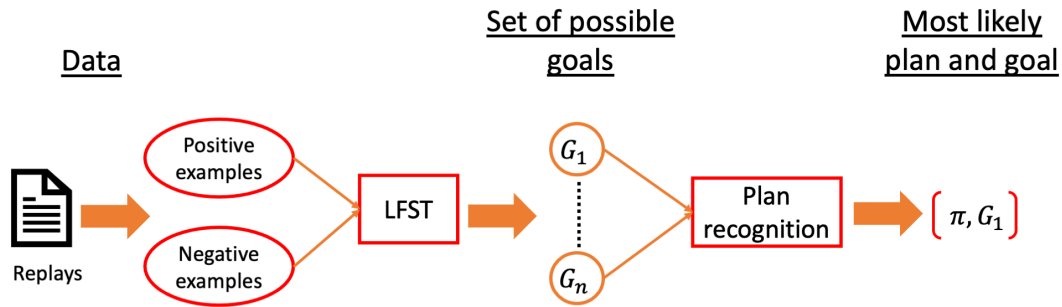 Data
Set of possible
goals
Most likely
plan and goal
Replays
Positive
examples
Negative
examples
LFST
G₁
Gₙ
Plan
recognition
[π, G₁]